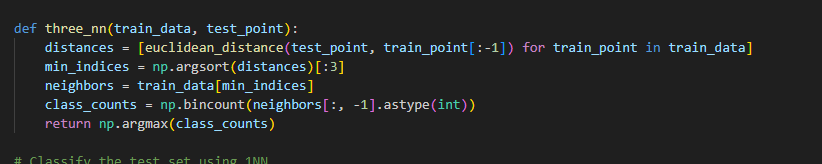 def three_nn(train_data, test_point):
    distances = [euclidean_distance(test_point, train_point[:-1]) for train_point in train_data]
    min_indices = np.argsort(distances)[:3]
    neighbors = train_data[min_indices]
    class_counts = np.bincount(neighbors[:, -1].astype(int))
    return np.argmax(class_counts)
# Classify the test set using 1NN